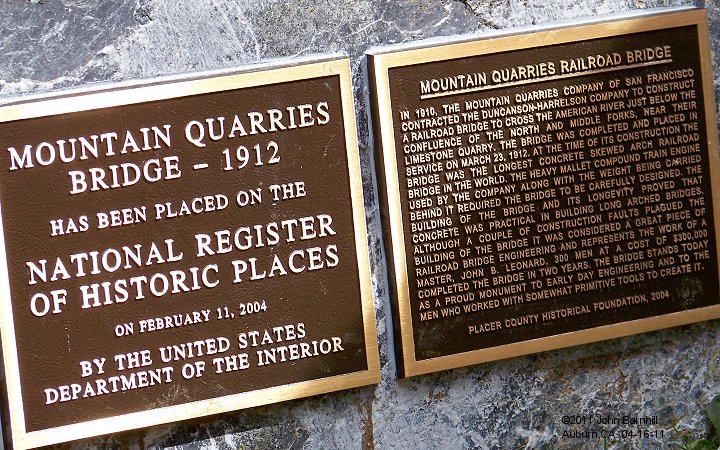 MOUNTAIN QUARRIES
BRIDGE – 1912
HAS BEEN PLACED ON THE
NATIONAL REGISTER
OF HISTORIC PLACES
ON FEBRUARY 11, 2004
BY THE UNITED STATES
DEPARTMENT OF THE INTERIOR
MOUNTAIN QUARRIES RAILROAD BRIDGE
IN 1910, THE MOUNTAIN QUARRIES COMPANY OF SAN FRANCISCO
CONTRACTED THE DUNCANSON-HARRELSON COMPANY TO CONSTRUCT
A RAILROAD BRIDGE TO CROSS THE AMERICAN RIVER JUST BELOW THE
CONFLUENCE OF THE NORTH AND MIDDLE FORKS, NEAR THEIR
LIMESTONE QUARRY. THE BRIDGE WAS COMPLETED AND PLACED IN
SERVICE ON MARCH 23, 1912. AT THE TIME OF ITS CONSTRUCTION THE
BRIDGE WAS THE LONGEST CONCRETE SKEWED ARCH RAILROAD
BRIDGE IN THE WORLD. THE HEAVY MALLET COMPOUND TRAIN ENGINE
USED BY THE COMPANY ALONG WITH THE WEIGHT BEING CARRIED
BEHIND IT REQUIRED THE BRIDGE TO BE CAREFULLY DESIGNED. THE
BUILDING OF THE BRIDGE AND ITS LONGEVITY PROVED THAT
CONCRETE WAS PRACTICAL IN BUILDING LONG ARCHED BRIDGES.
ALTHOUGH A COUPLE OF CONSTRUCTION FAULTS PLAGUED THE
BUILDING OF THE BRIDGE IT WAS CONSIDERED A GREAT PIECE OF
RAILROAD BRIDGE ENGINEERING AND REPRESENTS THE WORK OF A
MASTER, JOHN B. LEONARD. 300 MEN AT A COST OF $300,000
COMPLETED THE BRIDGE IN TWO YEARS. THE BRIDGE STANDS TODAY
AS A PROUD MONUMENT TO EARLY DAY ENGINEERING AND TO THE
MEN WHO WORKED WITH SOMEWHAT PRIMITIVE TOOLS TO CREATE IT.
PLACER COUNTY HISTORICAL FOUNDATION, 2004
©2011 John Barnhill
Auburn,CA 04-16-11